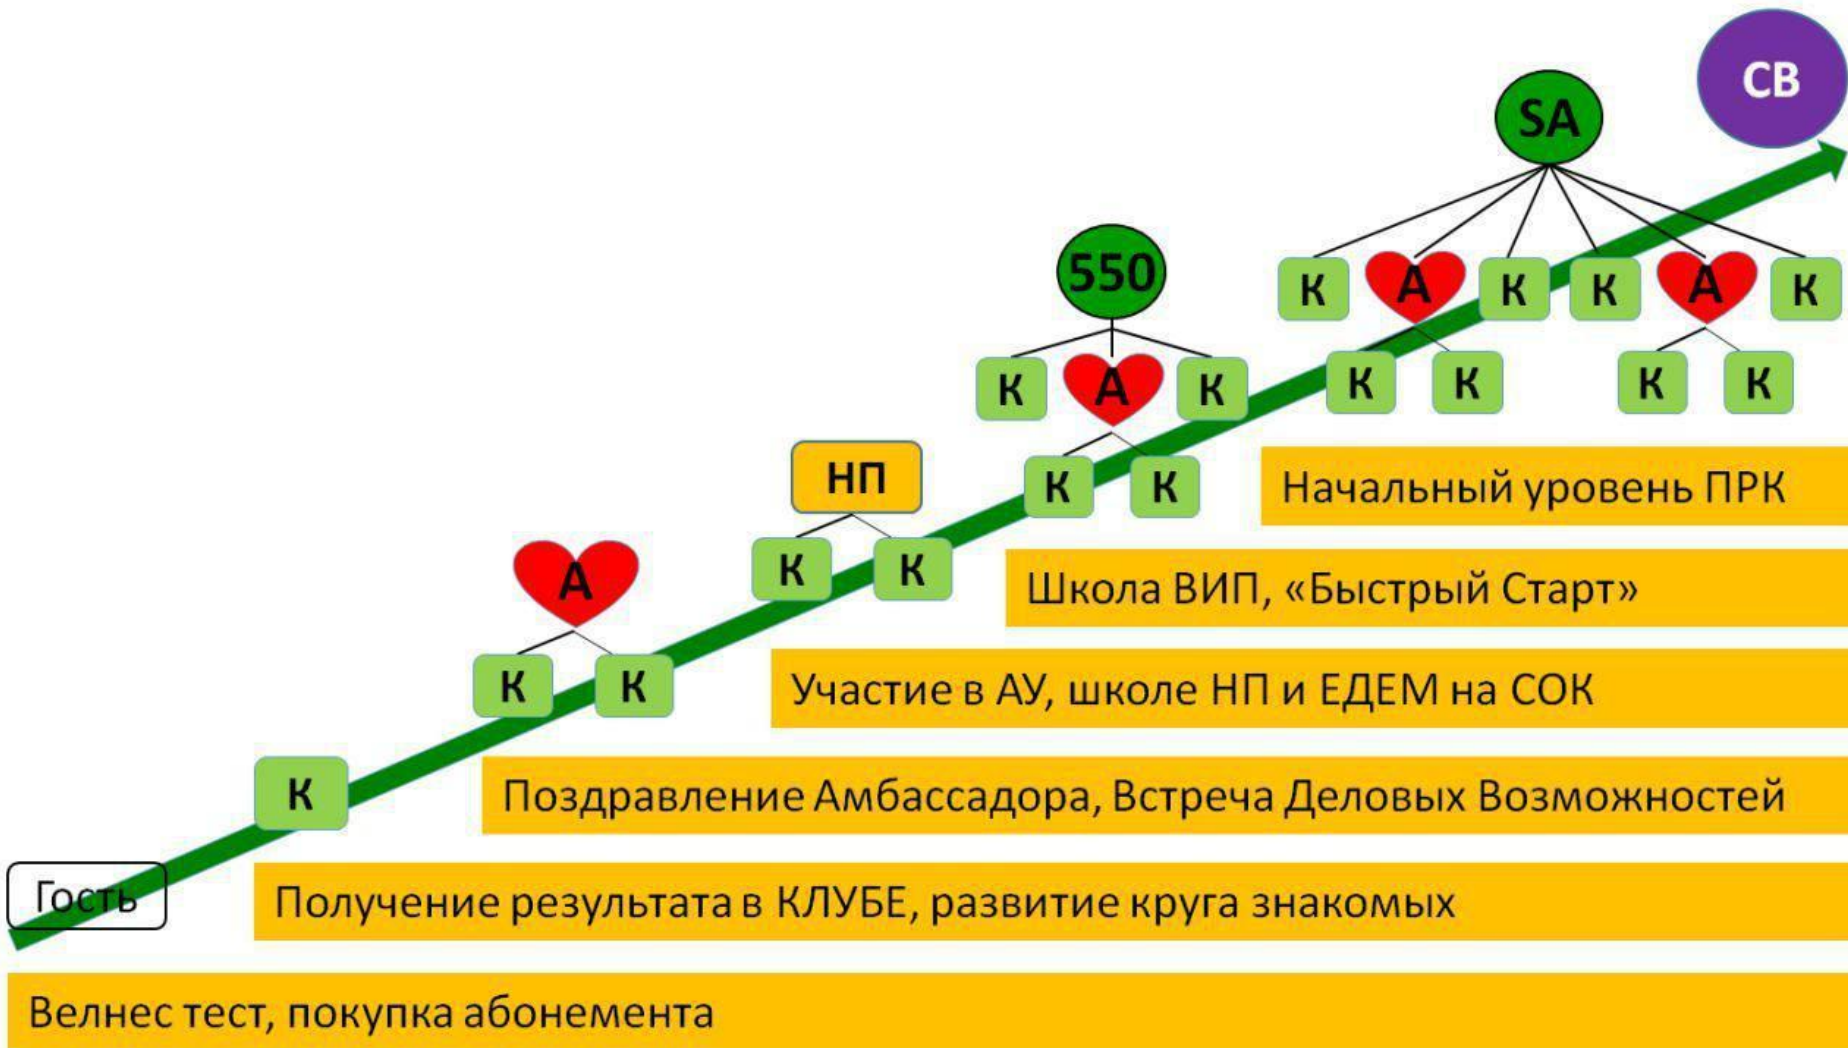 СВ
SA
К А К К А К
К К К К
550
К А К
К К
НП
К К
А
К К
К
Гость
Начальный уровень ПРК
Школа ВИП, «Быстрый Старт»
Участие в АУ, школе НП и ЕДЕМ на СОК
Поздравление Амбассадора, Встреча Деловых Возможностей
Получение результата в КЛУБЕ, развитие круга знакомых
Велнес тест, покупка абонемента